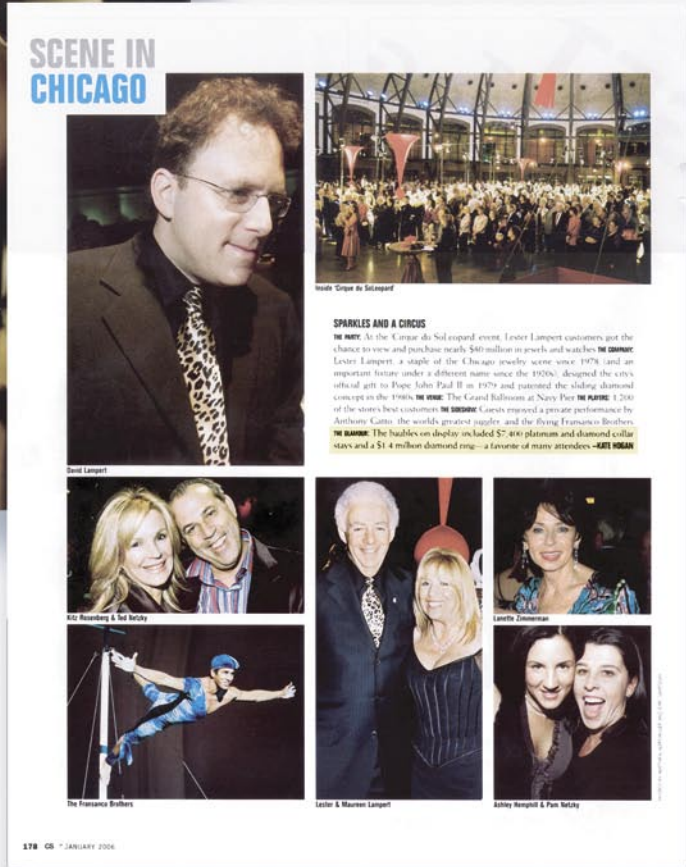 SCENE IN
CHICAGO
Inside 'Cirque du SoLeopard'
SPARKLES AND A CIRCUS
THE PARTY: At the 'Cirque du SoLeopard' event, Lester Lampert customers got the
chance to view and purchase nearly $40 million in jewels and watches THE COMPANY:
Lester Lampert, a staple of the Chicago jewelry scene since 1978 (and an
important fixture under a different name since the 1920s), designed the city's
official gift to Pope John Paul II in 1979 and patented the sliding diamond
concept in the 1980s THE VENUE: The Grand Ballroom at Navy Pier THE PLAYERS: 1,200
of the store's best customers THE SIDESHOW: Guests enjoyed a private performance by
Anthony Gatto, the world's greatest juggler, and the flying Fransanco Brothers
THE GLAMOUR: The baubles on display included $7,400 platinum and diamond collar
stays and a $1.4 million diamond ring—a favorite of many attendees –KATE HOGAN
David Lampert
Kitz Rosenberg & Ted Netzky
Lanette Zimmerman
The Fransanco Brothers
Lester & Maureen Lampert
Ashley Hemphill & Pam Netzky
178 CS JANUARY 2006